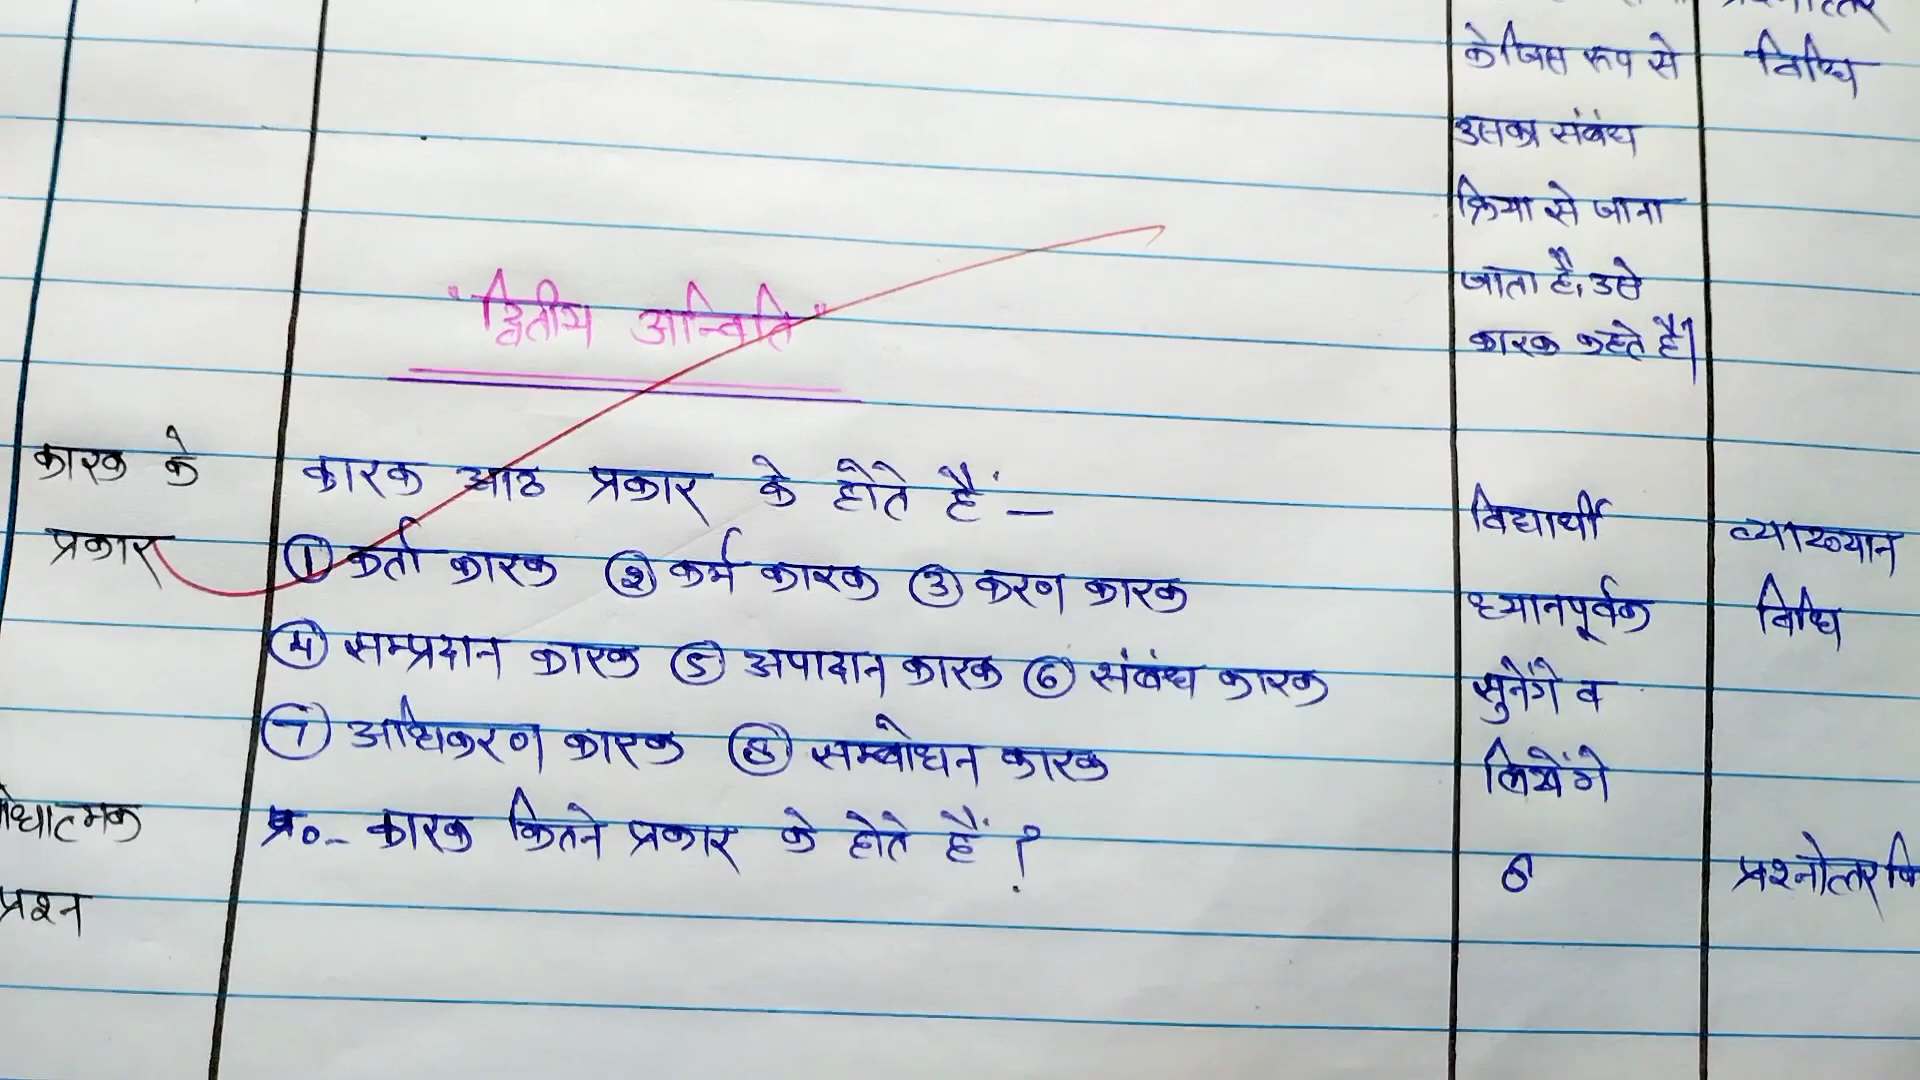 के जिस रूप से विधि
उसका संबंध
क्रिया से जाना
जाता है, उसे
कारक कहते हैं।
"द्वितीय अन्विति"
कारक के कारक आठ प्रकार के होते हैं - विद्यार्थी व्याख्यान
प्रकार ① कर्ता कारक ② कर्म कारक ③ करण कारक ध्यानपूर्वक विधि
④ सम्प्रदान कारक ⑤ अपादान कारक ⑥ संबंध कारक सुनेंगे व
⑦ अधिकरण कारक ⑧ सम्बोधन कारक लिखेंगे
प्र०- कारक कितने प्रकार के होते हैं ? 8 प्रश्नोत्तर वि
प्रश्न